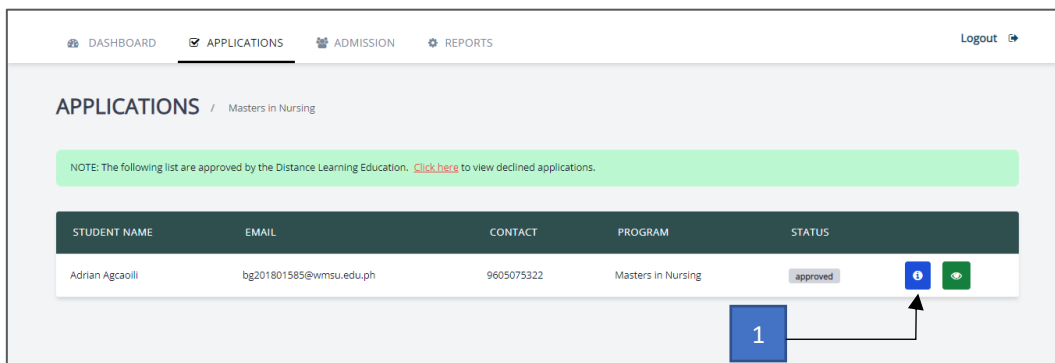 DASHBOARD APPLICATIONS ADMISSION REPORTS Logout
APPLICATIONS / Masters in Nursing
NOTE: The following list are approved by the Distance Learning Education. Click here to view declined applications.
STUDENT NAME EMAIL CONTACT PROGRAM STATUS
Adrian Agcaoili bg201801585@wmsu.edu.ph 9605075322 Masters in Nursing approved
1